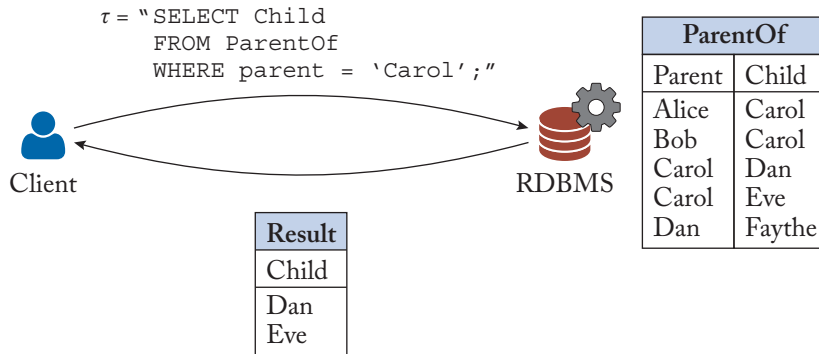 τ = “SELECT Child
FROM ParentOf
WHERE parent = ‘Carol’;”
Client
RDBMS
ParentOf
Parent Child
Alice Carol
Bob Carol
Carol Dan
Carol Eve
Dan Faythe
Result
Child
Dan
Eve